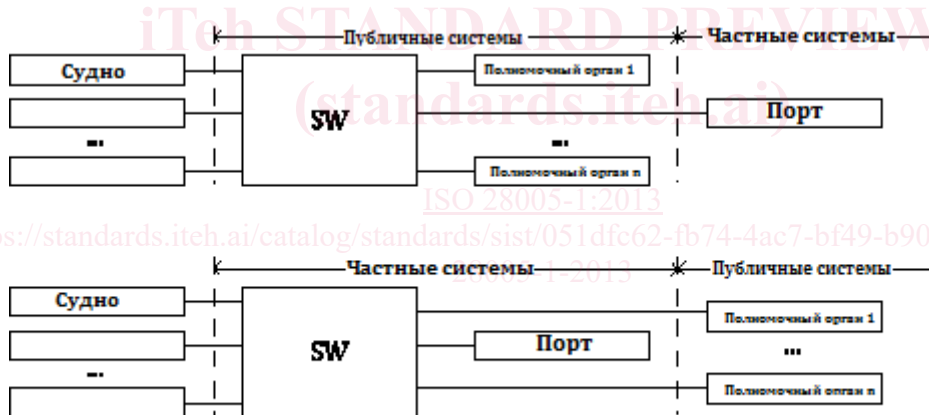 iTeh STANDARD PREVIEW
Публичные системы
Частные системы
Судно
Полномочный орган 1
(standards.iteh.ai)
SW
Порт
...
...
Полномочный орган n
ISO 28005-1:2013
ps://standards.iteh.ai/catalog/standards/sist/051dfc62-fb74-4ac7-bf49-b90
28005-1-2013
Частные системы
Публичные системы
Судно
Полномочный орган 1
SW
Порт
...
...
Полномочный орган n